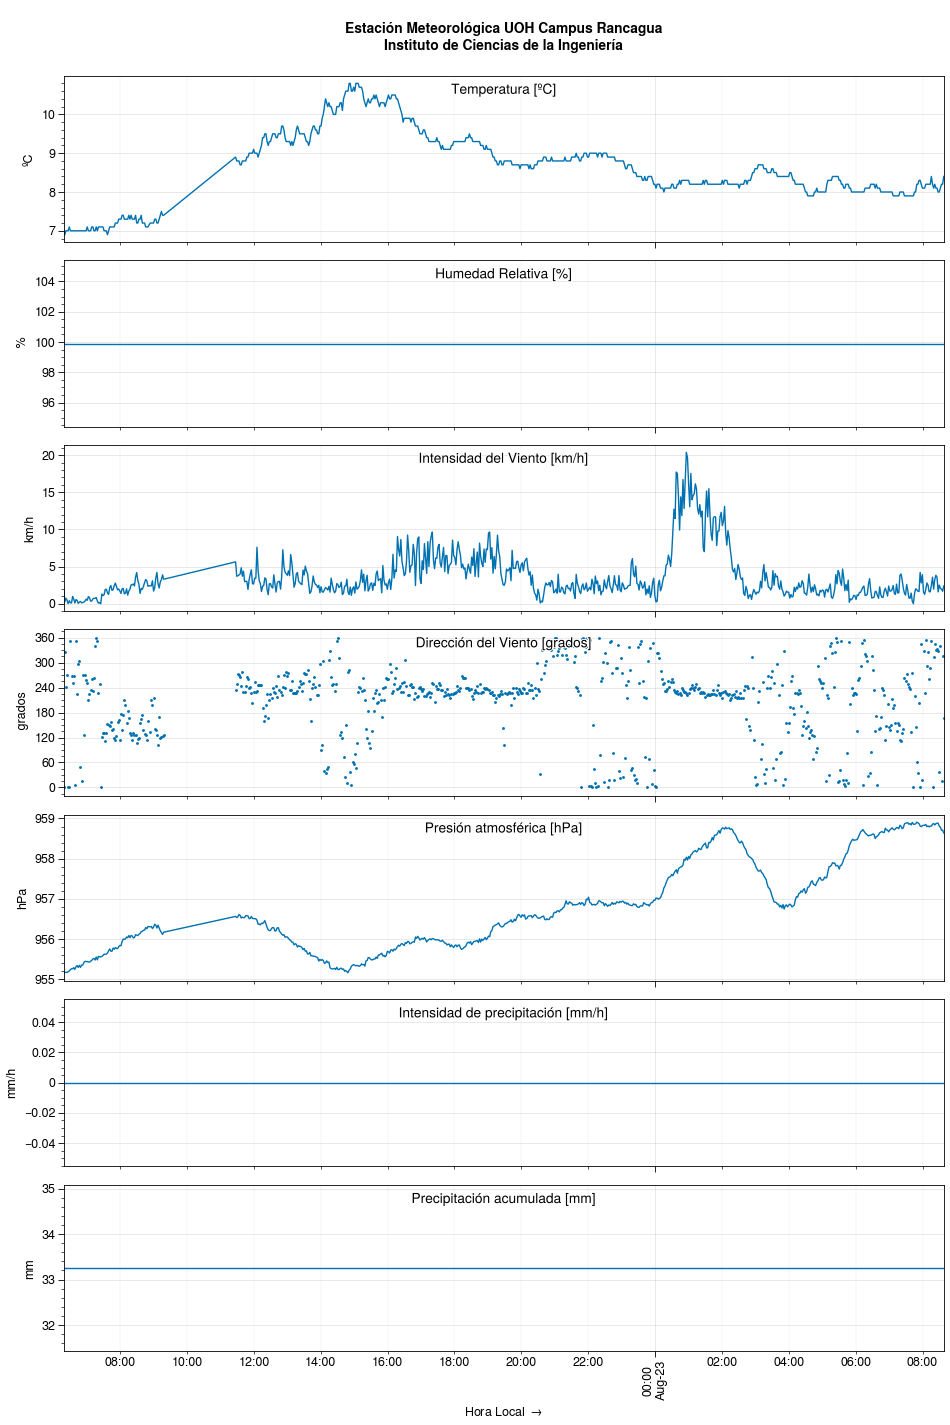 Estación Meteorológica UOH Campus Rancagua
Instituto de Ciencias de la Ingeniería
Temperatura [ºC]
10
9
8
7
ºC
Humedad Relativa [%]
104
102
100
98
96
%
Intensidad del Viento [km/h]
20
15
10
5
0
km/h
Dirección del Viento [grados]
360
300
240
180
120
60
0
grados
Presión atmosférica [hPa]
959
958
957
956
955
hPa
Intensidad de precipitación [mm/h]
0.04
0.02
0
−0.02
−0.04
mm/h
Precipitación acumulada [mm]
35
34
33
32
mm
08:00 10:00 12:00 14:00 16:00 18:00 20:00 22:00 00:00 02:00 04:00 06:00 08:00
Aug-23
Hora Local →